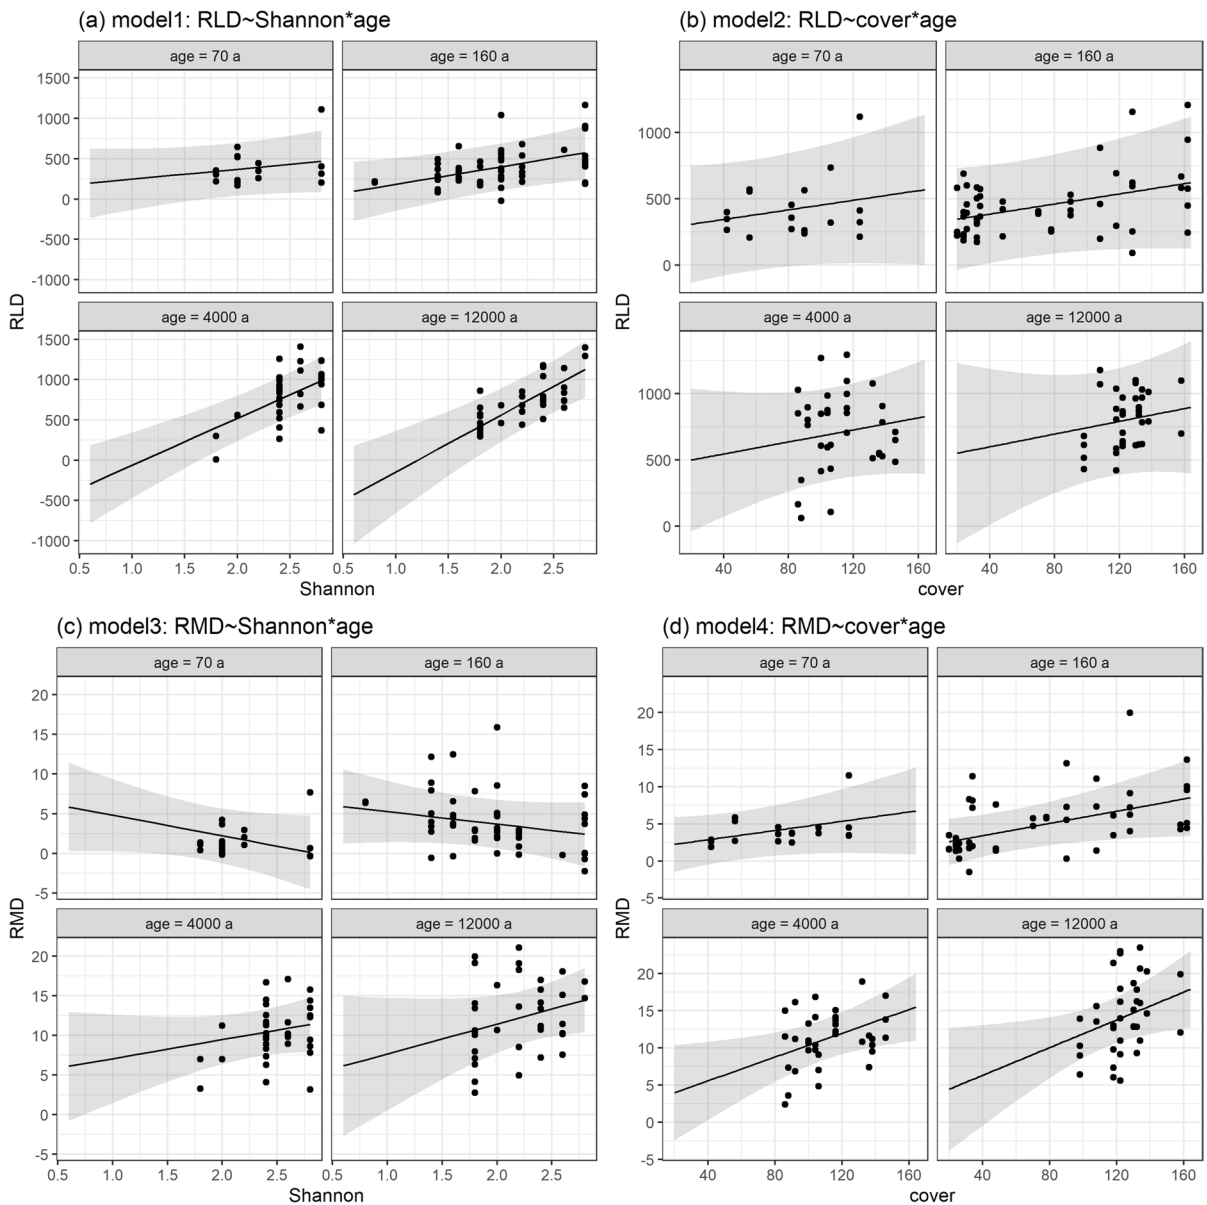 (a) model1: RLD~Shannon*age
age = 70 a
age = 160 a
1500
1000
500
0
-500
-1000
RLD
age = 4000 a
age = 12000 a
1500
1000
500
0
-500
-1000
0.5 1.0 1.5 2.0 2.5 0.5 1.0 1.5 2.0 2.5
Shannon
(b) model2: RLD~cover*age
age = 70 a
age = 160 a
1000
500
0
RLD
age = 4000 a
age = 12000 a
1000
500
0
40 80 120 160 40 80 120 160
cover
(c) model3: RMD~Shannon*age
age = 70 a
age = 160 a
20
15
10
5
0
-5
RMD
age = 4000 a
age = 12000 a
20
15
10
5
0
-5
0.5 1.0 1.5 2.0 2.5 0.5 1.0 1.5 2.0 2.5
Shannon
(d) model4: RMD~cover*age
age = 70 a
age = 160 a
20
15
10
5
0
-5
RMD
age = 4000 a
age = 12000 a
20
15
10
5
0
-5
40 80 120 160 40 80 120 160
cover